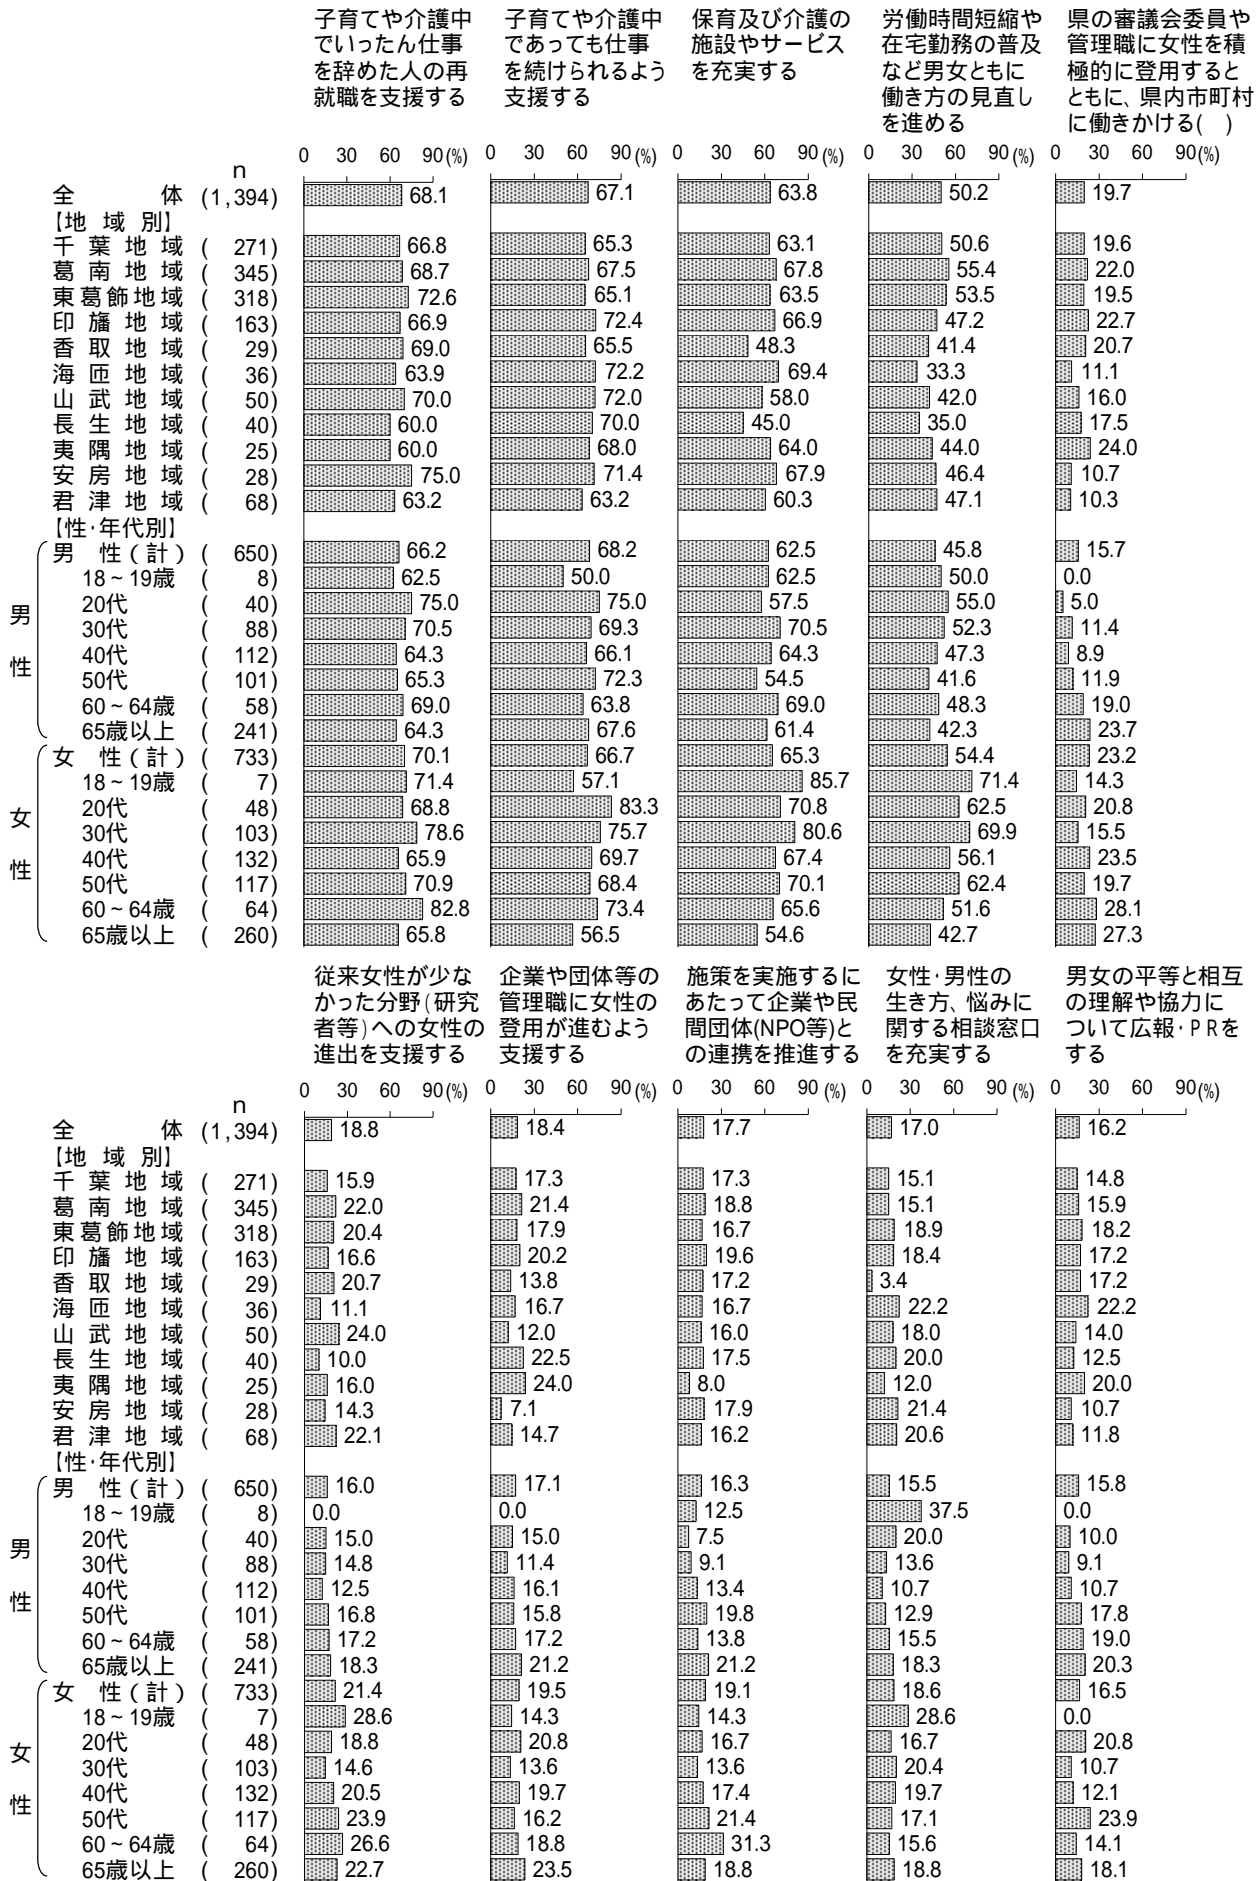 子育てや介護中 子育てや介護中 保育及び介護の 労働時間短縮や 県の審議会委員や
でいったん仕事 であっても仕事 施設やサービス 在宅勤務の普及 管理職に女性を積
を辞めた人の再 を続けられるよう を充実する など男女ともに 極的に登用すると
就職を支援する 支援する 働き方の見直し ともに、県内市町村
を進める に働きかける( )
0 30 60 90(%) 0 30 60 90(%) 0 30 60 90(%) 0 30 60 90(%) 0 30 60 90(%)
n
全 体 (1,394) 68.1 67.1 63.8 50.2 19.7
【地 域 別】
千 葉 地 域 ( 271) 66.8 65.3 63.1 50.6 19.6
葛 南 地 域 ( 345) 68.7 67.5 67.8 55.4 22.0
東葛飾地域 ( 318) 72.6 65.1 63.5 53.5 19.5
印 旛 地 域 ( 163) 66.9 72.4 66.9 47.2 22.7
香 取 地 域 ( 29) 69.0 65.5 48.3 41.4 20.7
海 匝 地 域 ( 36) 63.9 72.2 69.4 33.3 11.1
山 武 地 域 ( 50) 70.0 72.0 58.0 42.0 16.0
長 生 地 域 ( 40) 60.0 70.0 45.0 35.0 17.5
夷 隅 地 域 ( 25) 60.0 68.0 64.0 44.0 24.0
安 房 地 域 ( 28) 75.0 71.4 67.9 46.4 10.7
君 津 地 域 ( 68) 63.2 63.2 60.3 47.1 10.3
【性・年代別】
男 性(計) ( 650) 66.2 68.2 62.5 45.8 15.7
18~19歳 ( 8) 62.5 50.0 62.5 50.0 0.0
20代 ( 40) 75.0 75.0 57.5 55.0 5.0
男 30代 ( 88) 70.5 69.3 70.5 52.3 11.4
40代 ( 112) 64.3 66.1 64.3 47.3 8.9
性 50代 ( 101) 65.3 72.3 54.5 41.6 11.9
60~64歳 ( 58) 69.0 63.8 69.0 48.3 19.0
65歳以上 ( 241) 64.3 67.6 61.4 42.3 23.7
女 性(計) ( 733) 70.1 66.7 65.3 54.4 23.2
18~19歳 ( 7) 71.4 57.1 85.7 71.4 14.3
20代 ( 48) 68.8 83.3 70.8 62.5 20.8
女 30代 ( 103) 78.6 75.7 80.6 69.9 15.5
40代 ( 132) 65.9 69.7 67.4 56.1 23.5
性 50代 ( 117) 70.9 68.4 70.1 62.4 19.7
60~64歳 ( 64) 82.8 73.4 65.6 51.6 28.1
65歳以上 ( 260) 65.8 56.5 54.6 42.7 27.3
従来女性が少な 企業や団体等の 施策を実施するに 女性・男性の 男女の平等と相互
かった分野(研究 管理職に女性の あたって企業や民 生き方、悩みに の理解や協力に
者等)への女性の 登用が進むよう 間団体(NPO等)と 関する相談窓口 ついて広報・PRを
進出を支援する 支援する の連携を推進する を充実する する
0 30 60 90(%) 0 30 60 90(%) 0 30 60 90(%) 0 30 60 90(%) 0 30 60 90(%)
n
全 体 (1,394) 18.8 18.4 17.7 17.0 16.2
【地 域 別】
千 葉 地 域 ( 271) 15.9 17.3 17.3 15.1 14.8
葛 南 地 域 ( 345) 22.0 21.4 18.8 15.1 15.9
東葛飾地域 ( 318) 20.4 17.9 16.7 18.9 18.2
印 旛 地 域 ( 163) 16.6 20.2 19.6 18.4 17.2
香 取 地 域 ( 29) 20.7 13.8 17.2 3.4 17.2
海 匝 地 域 ( 36) 11.1 16.7 16.7 22.2 22.2
山 武 地 域 ( 50) 24.0 12.0 16.0 18.0 14.0
長 生 地 域 ( 40) 10.0 22.5 17.5 20.0 12.5
夷 隅 地 域 ( 25) 16.0 24.0 8.0 12.0 20.0
安 房 地 域 ( 28) 14.3 7.1 17.9 21.4 10.7
君 津 地 域 ( 68) 22.1 14.7 16.2 20.6 11.8
【性・年代別】
男 性(計) ( 650) 16.0 17.1 16.3 15.5 15.8
18~19歳 ( 8) 0.0 0.0 12.5 37.5 0.0
20代 ( 40) 15.0 15.0 7.5 20.0 10.0
男 30代 ( 88) 14.8 11.4 9.1 13.6 9.1
40代 ( 112) 12.5 16.1 13.4 10.7 10.7
性 50代 ( 101) 16.8 15.8 19.8 12.9 17.8
60~64歳 ( 58) 17.2 17.2 13.8 15.5 19.0
65歳以上 ( 241) 18.3 21.2 21.2 18.3 20.3
女 性(計) ( 733) 21.4 19.5 19.1 18.6 16.5
18~19歳 ( 7) 28.6 14.3 14.3 28.6 0.0
20代 ( 48) 18.8 20.8 16.7 16.7 20.8
女 30代 ( 103) 14.6 13.6 13.6 20.4 10.7
40代 ( 132) 20.5 19.7 17.4 19.7 12.1
性 50代 ( 117) 23.9 16.2 21.4 17.1 23.9
60~64歳 ( 64) 26.6 18.8 31.3 15.6 14.1
65歳以上 ( 260) 22.7 23.5 18.8 18.8 18.1